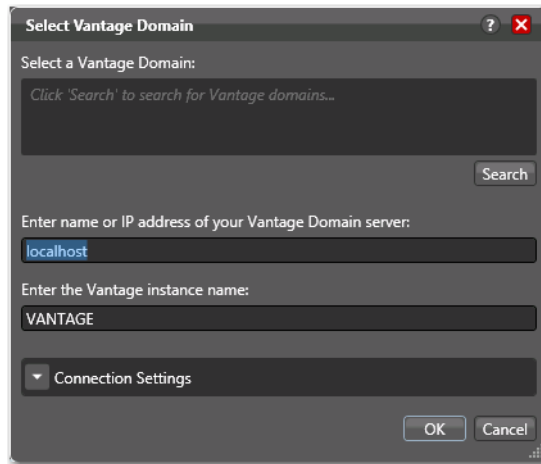 Select Vantage Domain
?
Select a Vantage Domain:
Click 'Search' to search for Vantage domains...
Search
Enter name or IP address of your Vantage Domain server:
localhost
Enter the Vantage instance name:
VANTAGE
Connection Settings
OK Cancel